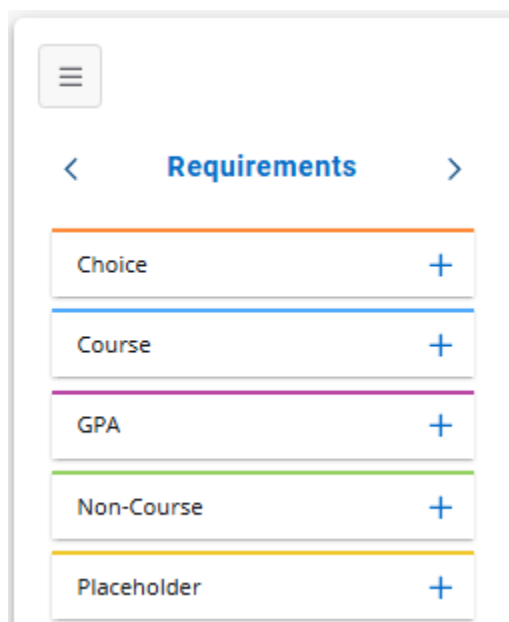 Requirements
Choice
Course
GPA
Non-Course
Placeholder